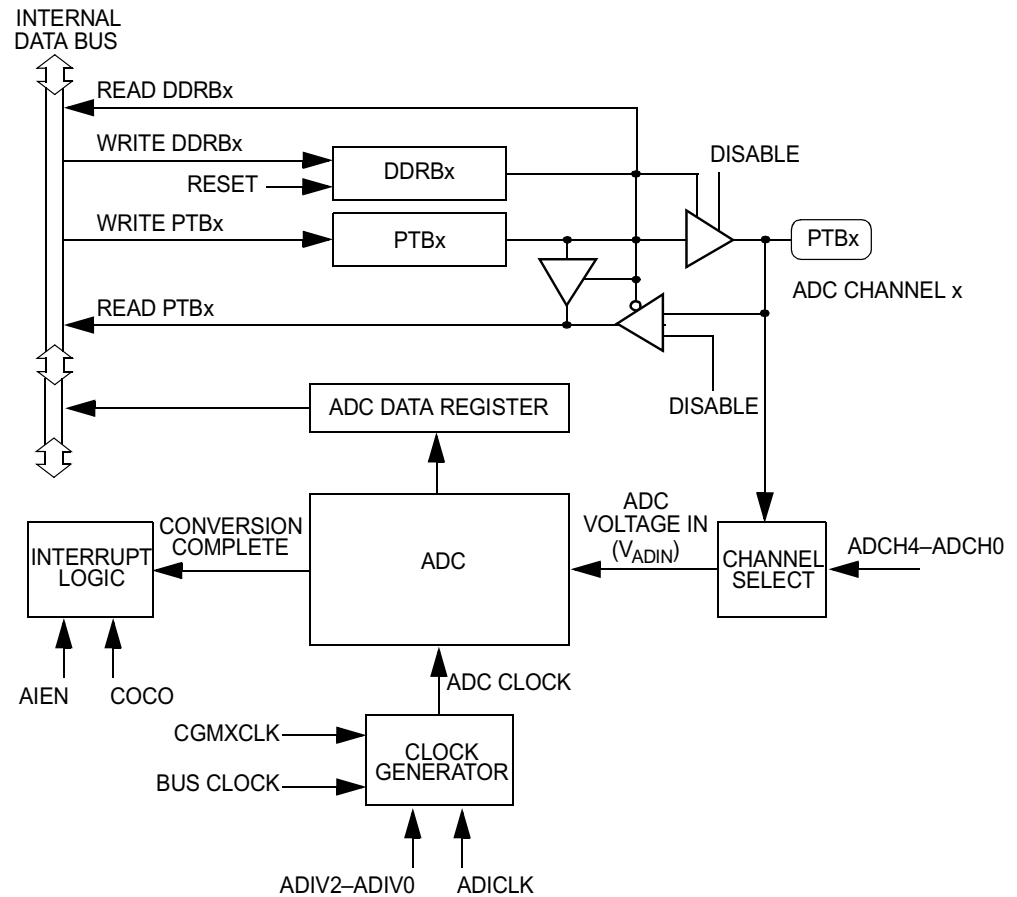 INTERNAL
DATA BUS
READ DDRBx
WRITE DDRBx
DISABLE
DDRBx
RESET
WRITE PTBx
PTBx
PTBx
ADC CHANNEL x
READ PTBx
DISABLE
ADC DATA REGISTER
CONVERSION
COMPLETE
ADC
VOLTAGE IN
(VADIN)
INTERRUPT
LOGIC
ADC
CHANNEL
SELECT
ADCH4–ADCH0
AIEN
COCO
ADC CLOCK
CGMXCLK
CLOCK
GENERATOR
BUS CLOCK
ADIV2–ADIV0
ADICLK